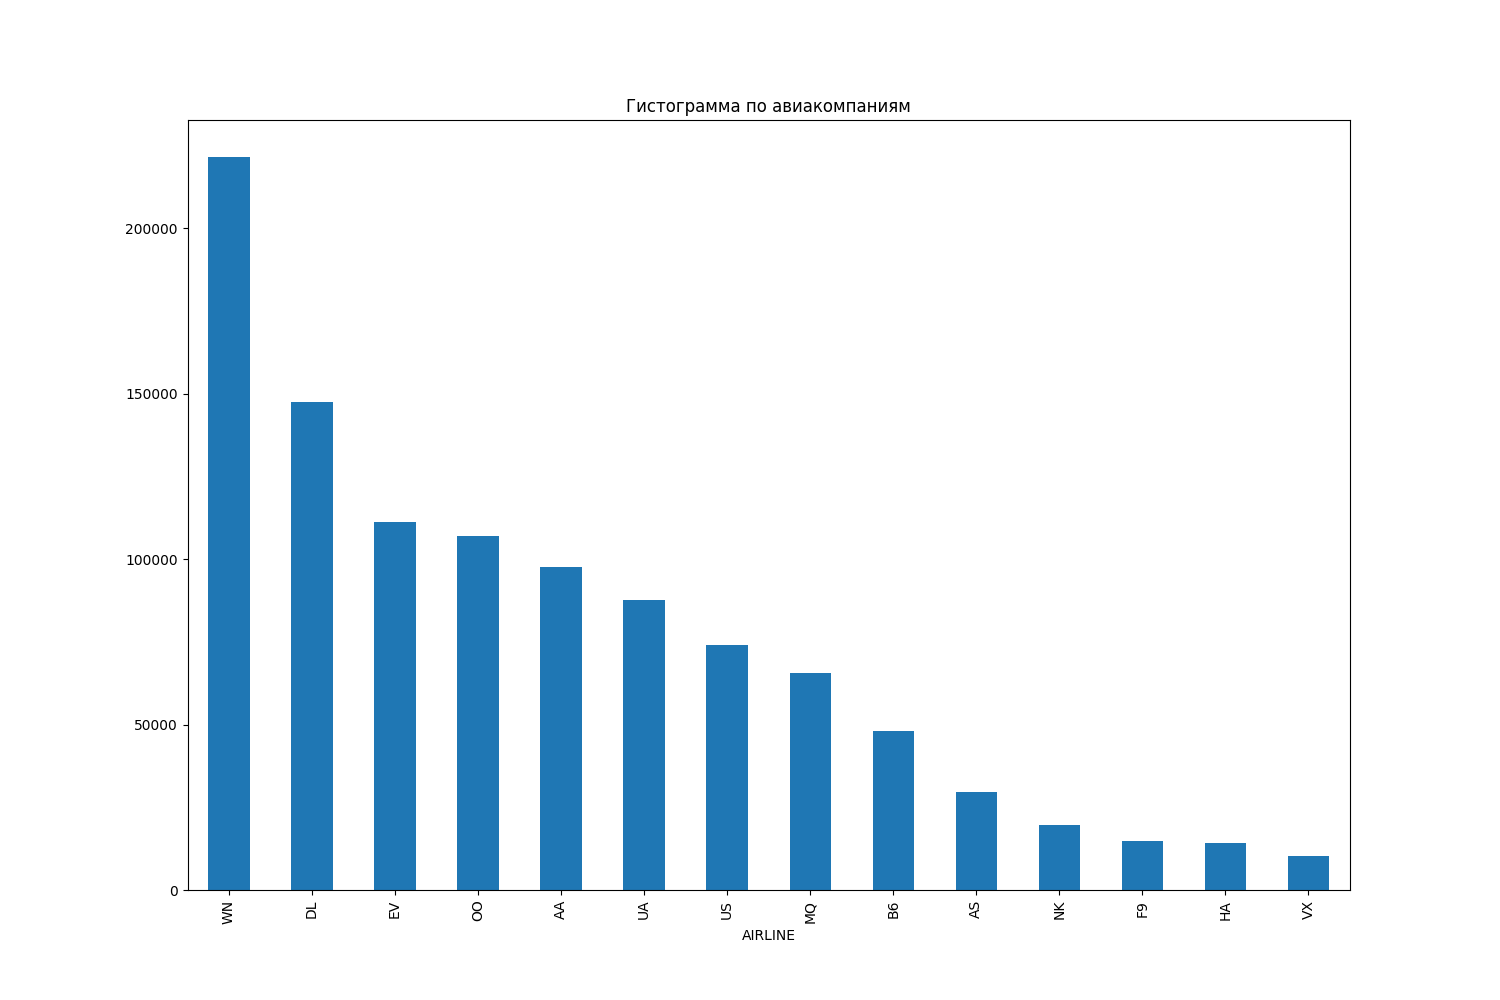 Гистограмма по авиакомпаниям
200000
150000
100000
50000
0
WN
DL
EV
OO
AA
UA
US
MQ
B6
AS
NK
F9
HA
VX
AIRLINE